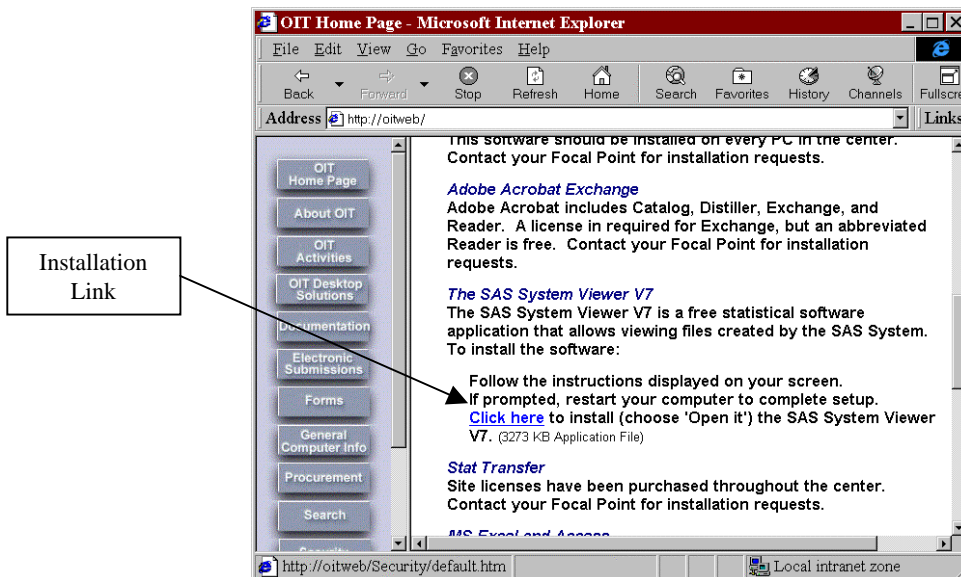 OIT Home Page - Microsoft Internet Explorer
File Edit View Go Favorites Help
Back Forward Stop Refresh Home Search Favorites History Channels Fullscre
Address http://oitweb/ Links
OIT
Home Page
About OIT
OIT
Activities
OIT Desktop
Solutions
Documentation
Electronic
Submissions
Forms
General
Computer Info
Procurement
Search
Security
This software should be installed on every PC in the center.
Contact your Focal Point for installation requests.
Adobe Acrobat Exchange
Adobe Acrobat includes Catalog, Distiller, Exchange, and
Reader. A license in required for Exchange, but an abbreviated
Reader is free. Contact your Focal Point for installation
requests.
The SAS System Viewer V7
The SAS System Viewer V7 is a free statistical software
application that allows viewing files created by the SAS System.
To install the software:
Follow the instructions displayed on your screen.
If prompted, restart your computer to complete setup.
Click here to install (choose 'Open it') the SAS System Viewer
V7. (3273 KB Application File)
Stat Transfer
Site licenses have been purchased throughout the center.
Contact your Focal Point for installation requests.
MS Excel and Access
http://oitweb/Security/default.htm Local intranet zone
Installation
Link